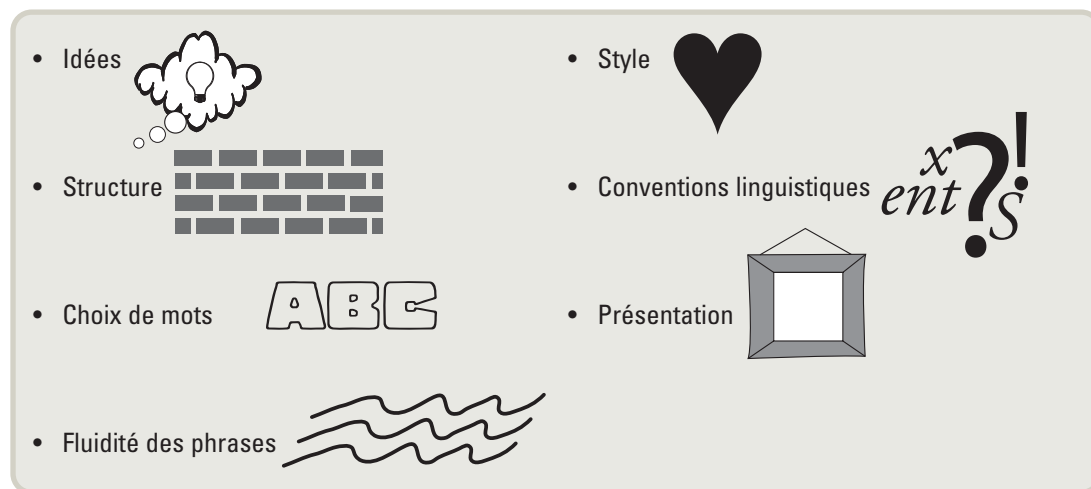 • Idées
• Structure
• Choix de mots
ABC
• Fluidité des phrases
• Style
• Conventions linguistiques
x
ent?!
S
• Présentation